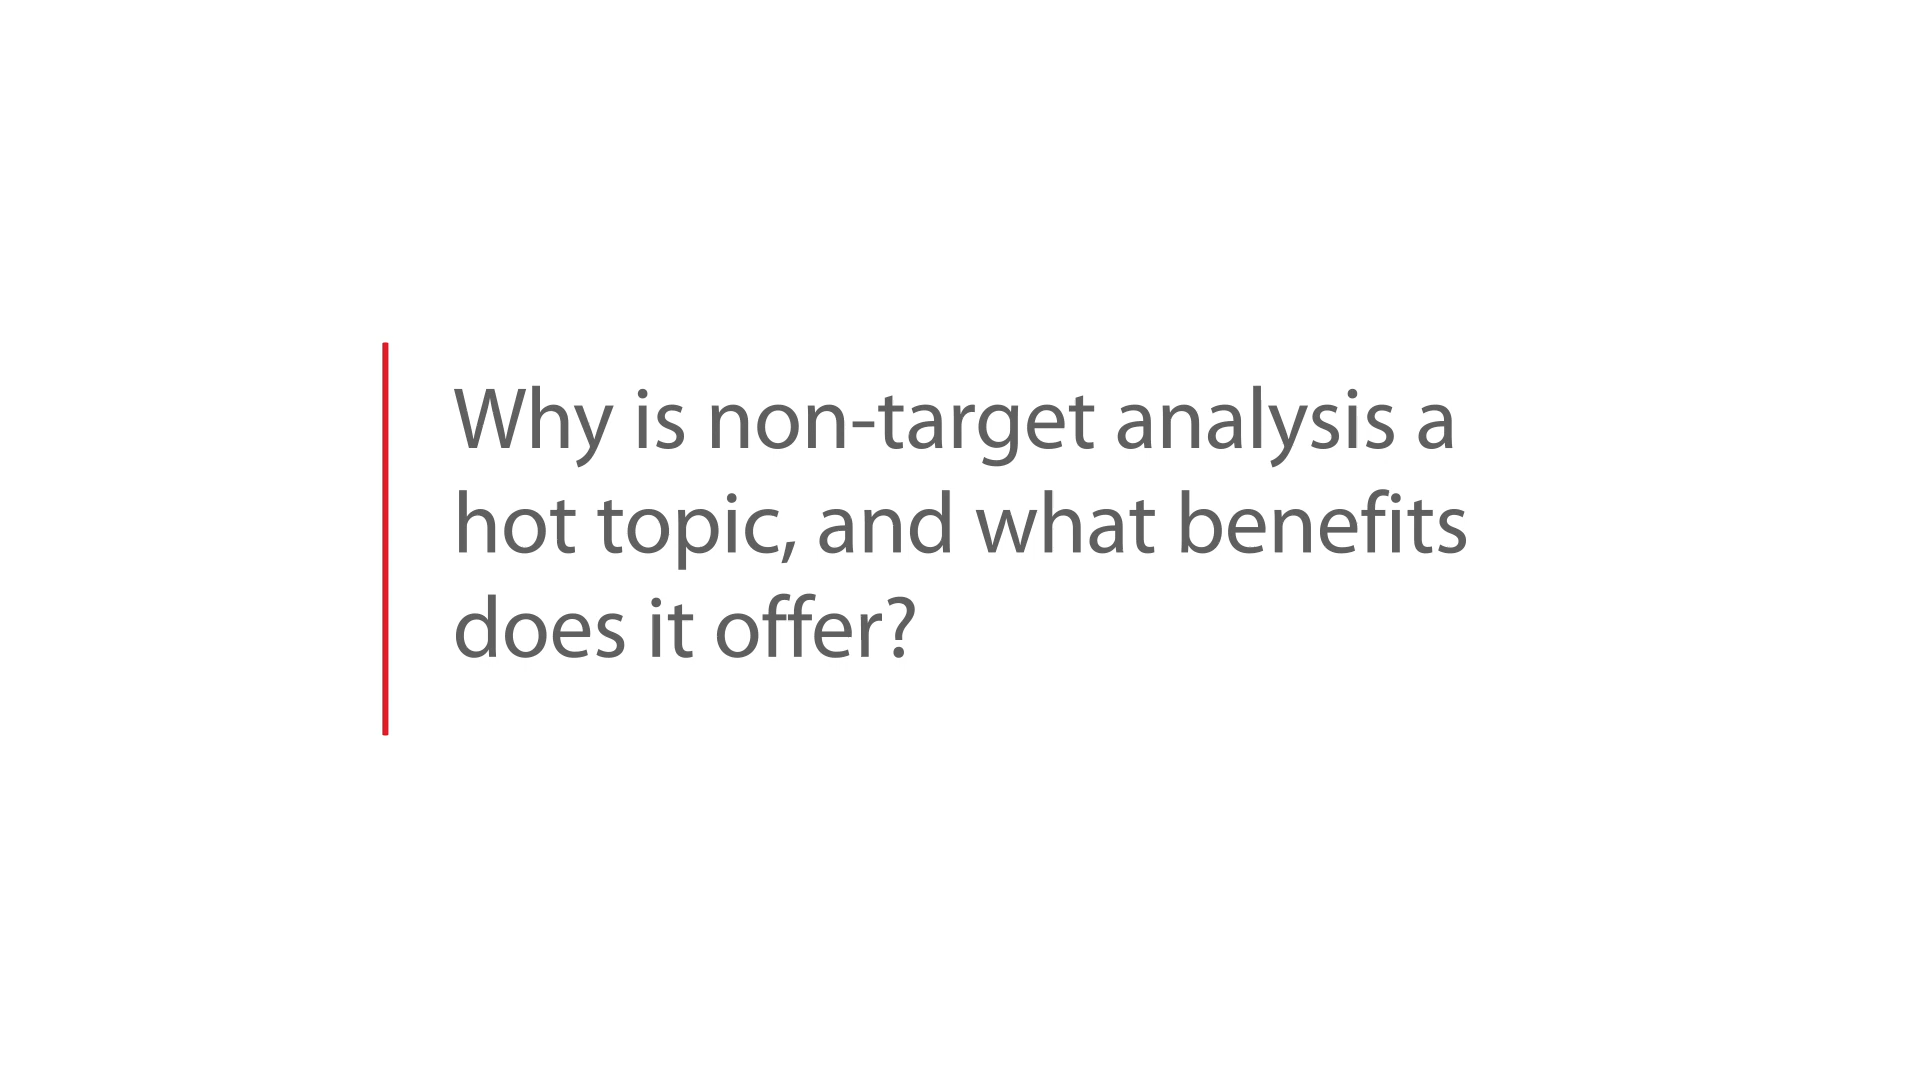 Why is non-target analysis a
hot topic, and what benefits
does it offer?